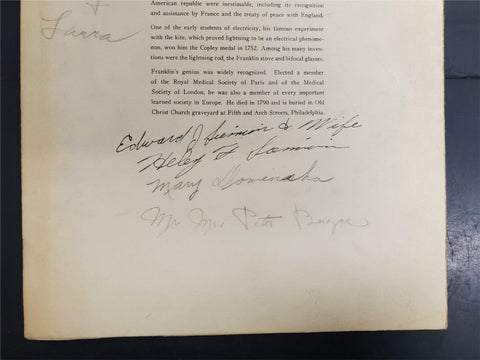 American republic were inestimable, including its recognition
and assistance by France and the treaty of peace with England.
One of the early students of electricity, his famous experiment
with the kite, which proved lightning to be an electrical pheno-
menon, won him the Copley medal in 1752. Among his many inven-
tions were the lightning rod, the Franklin stove and bifocal glasses.
Franklin's genius was widely recognized. Elected a member
of the Royal Medical Society of Paris and of the Medical
Society of London, he was also a member of every important
learned society in Europe. He died in 1790 and is buried in Old
Christ Church graveyard at Fifth and Arch Streets, Philadelphia.
Laura
Edward J & Wife
Mary
Mr Mrs Peter